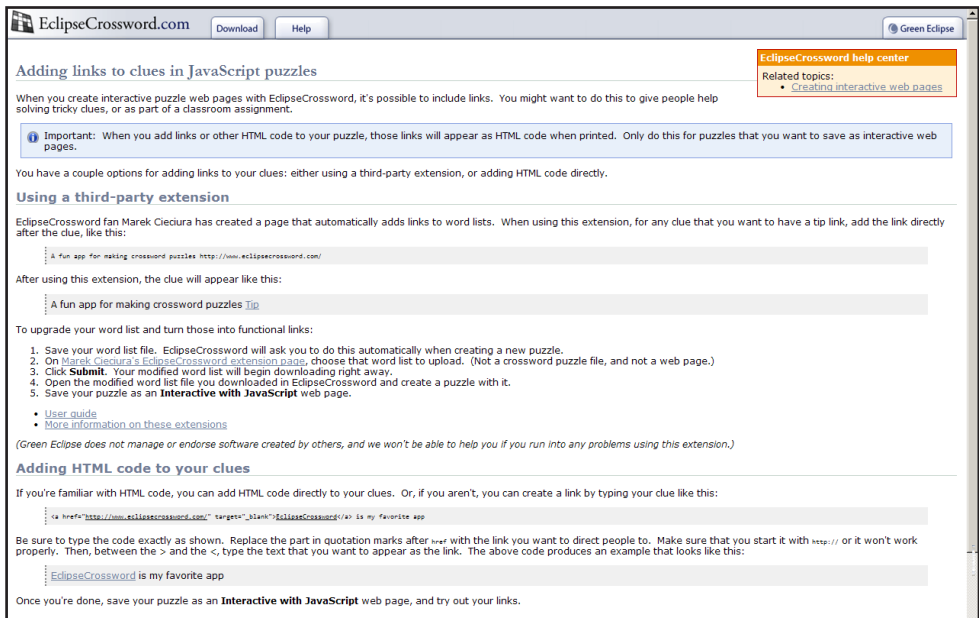 EclipseCrossword.com
Download
Help
Green Eclipse
Adding links to clues in JavaScript puzzles
EclipseCrossword help center
Related topics:
• Creating interactive web pages
When you create interactive puzzle web pages with EclipseCrossword, it's possible to include links. You might want to do this to give people help
solving tricky clues, or as part of a classroom assignment.
Important: When you add links or other HTML code to your puzzle, those links will appear as HTML code when printed. Only do this for puzzles that you want to save as interactive web
pages.
You have a couple options for adding links to your clues: either using a third-party extension, or adding HTML code directly.
Using a third-party extension
EclipseCrossword fan Marek Cieciura has created a page that automatically adds links to word lists. When using this extension, for any clue that you want to have a tip link, add the link directly
after the clue, like this:
A fun app for making crossword puzzles http://www.eclipsecrossword.com/
After using this extension, the clue will appear like this:
A fun app for making crossword puzzles Tip
To upgrade your word list and turn those into functional links:
1. Save your word list file. EclipseCrossword will ask you to do this automatically when creating a new puzzle.
2. On Marek Cieciura's EclipseCrossword extension page, choose that word list to upload. (Not a crossword puzzle file, and not a web page.)
3. Click Submit. Your modified word list will begin downloading right away.
4. Open the modified word list file you downloaded in EclipseCrossword and create a puzzle with it.
5. Save your puzzle as an Interactive with JavaScript web page.
• User guide
• More information on these extensions
(Green Eclipse does not manage or endorse software created by others, and we won't be able to help you if you run into any problems using this extension.)
Adding HTML code to your clues
If you're familiar with HTML code, you can add HTML code directly to your clues. Or, if you aren't, you can create a link by typing your clue like this:
<a href="http://www.eclipsecrossword.com/" target="_blank">EclipseCrossword</a> is my favorite app
Be sure to type the code exactly as shown. Replace the part in quotation marks after href with the link you want to direct people to. Make sure that you start it with http:// or it won't work
properly. Then, between the > and the <, type the text that you want to appear as the link. The above code produces an example that looks like this:
EclipseCrossword is my favorite app
Once you're done, save your puzzle as an Interactive with JavaScript web page, and try out your links.